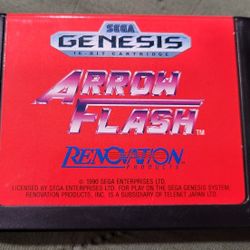 SEGA
GENESIS
16-BIT CARTRIDGE
ARROW
FLASH™
RENOVATION
PRODUCTS
© 1990 SEGA ENTERPRISES LTD.
LICENSED BY SEGA ENTERPRISES LTD. FOR PLAY ON THE SEGA GENESIS SYSTEM.
RENOVATION PRODUCTS, INC. IS A SUBSIDIARY OF TELENET JAPAN LTD.